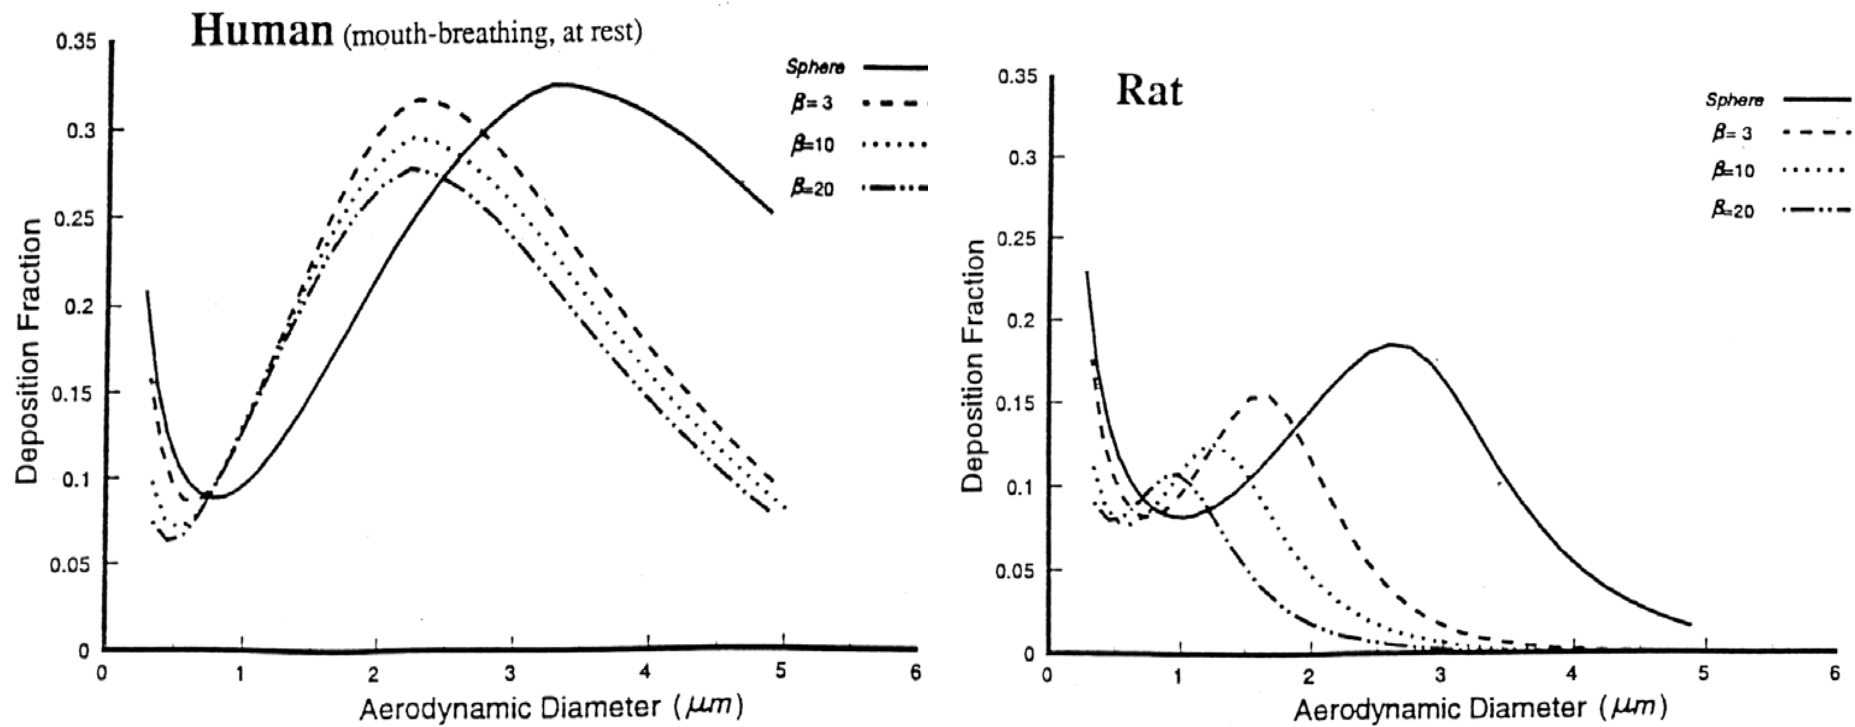 Human (mouth-breathing, at rest)
0.35
0.3
0.25
0.2
0.15
0.1
0.05
0
Deposition Fraction
Sphere
β=3
β=10
β=20
0 1 2 3 4 5 6
Aerodynamic Diameter (μm)
Rat
0.35
0.3
0.25
0.2
0.15
0.1
0.05
0
Deposition Fraction
Sphere
β=3
β=10
β=20
0 1 2 3 4 5 6
Aerodynamic Diameter (μm)